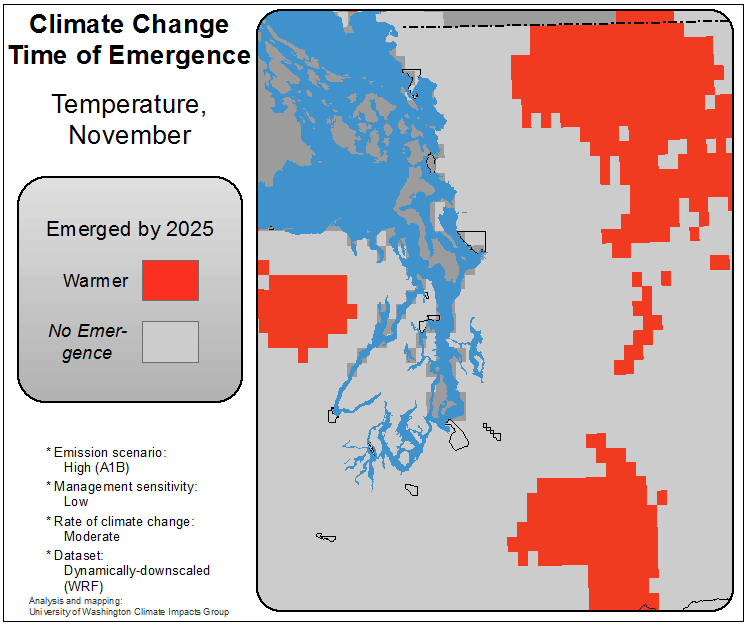 Climate Change
Time of Emergence
Temperature,
November
Emerged by 2025
Warmer
No Emer-
gence
* Emission scenario:
High (A1B)
* Management sensitivity:
Low
* Rate of climate change:
Moderate
* Dataset:
Dynamically-downscaled
(WRF)
Analysis and mapping:
University of Washington Climate Impacts Group